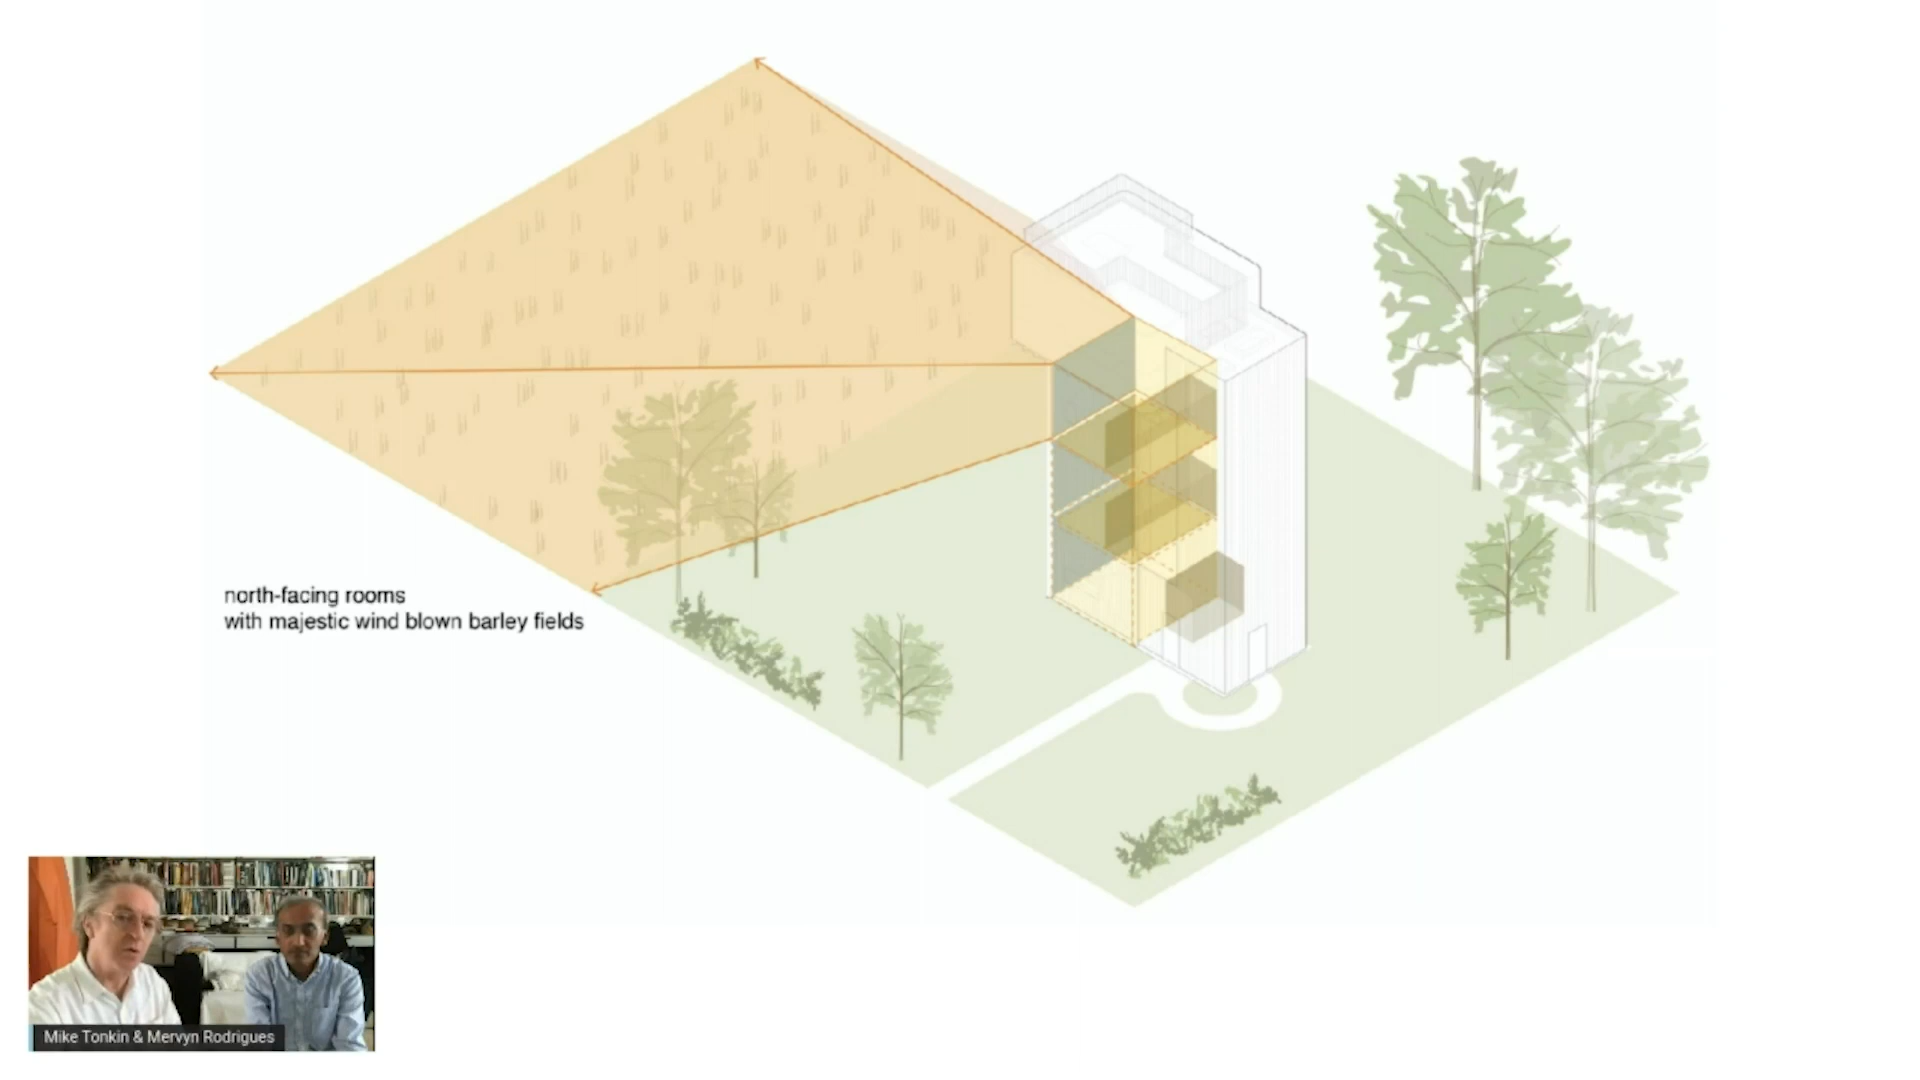 north-facing rooms
with majestic wind blown barley fields
Mike Tonkin & Mervyn Rodrigues